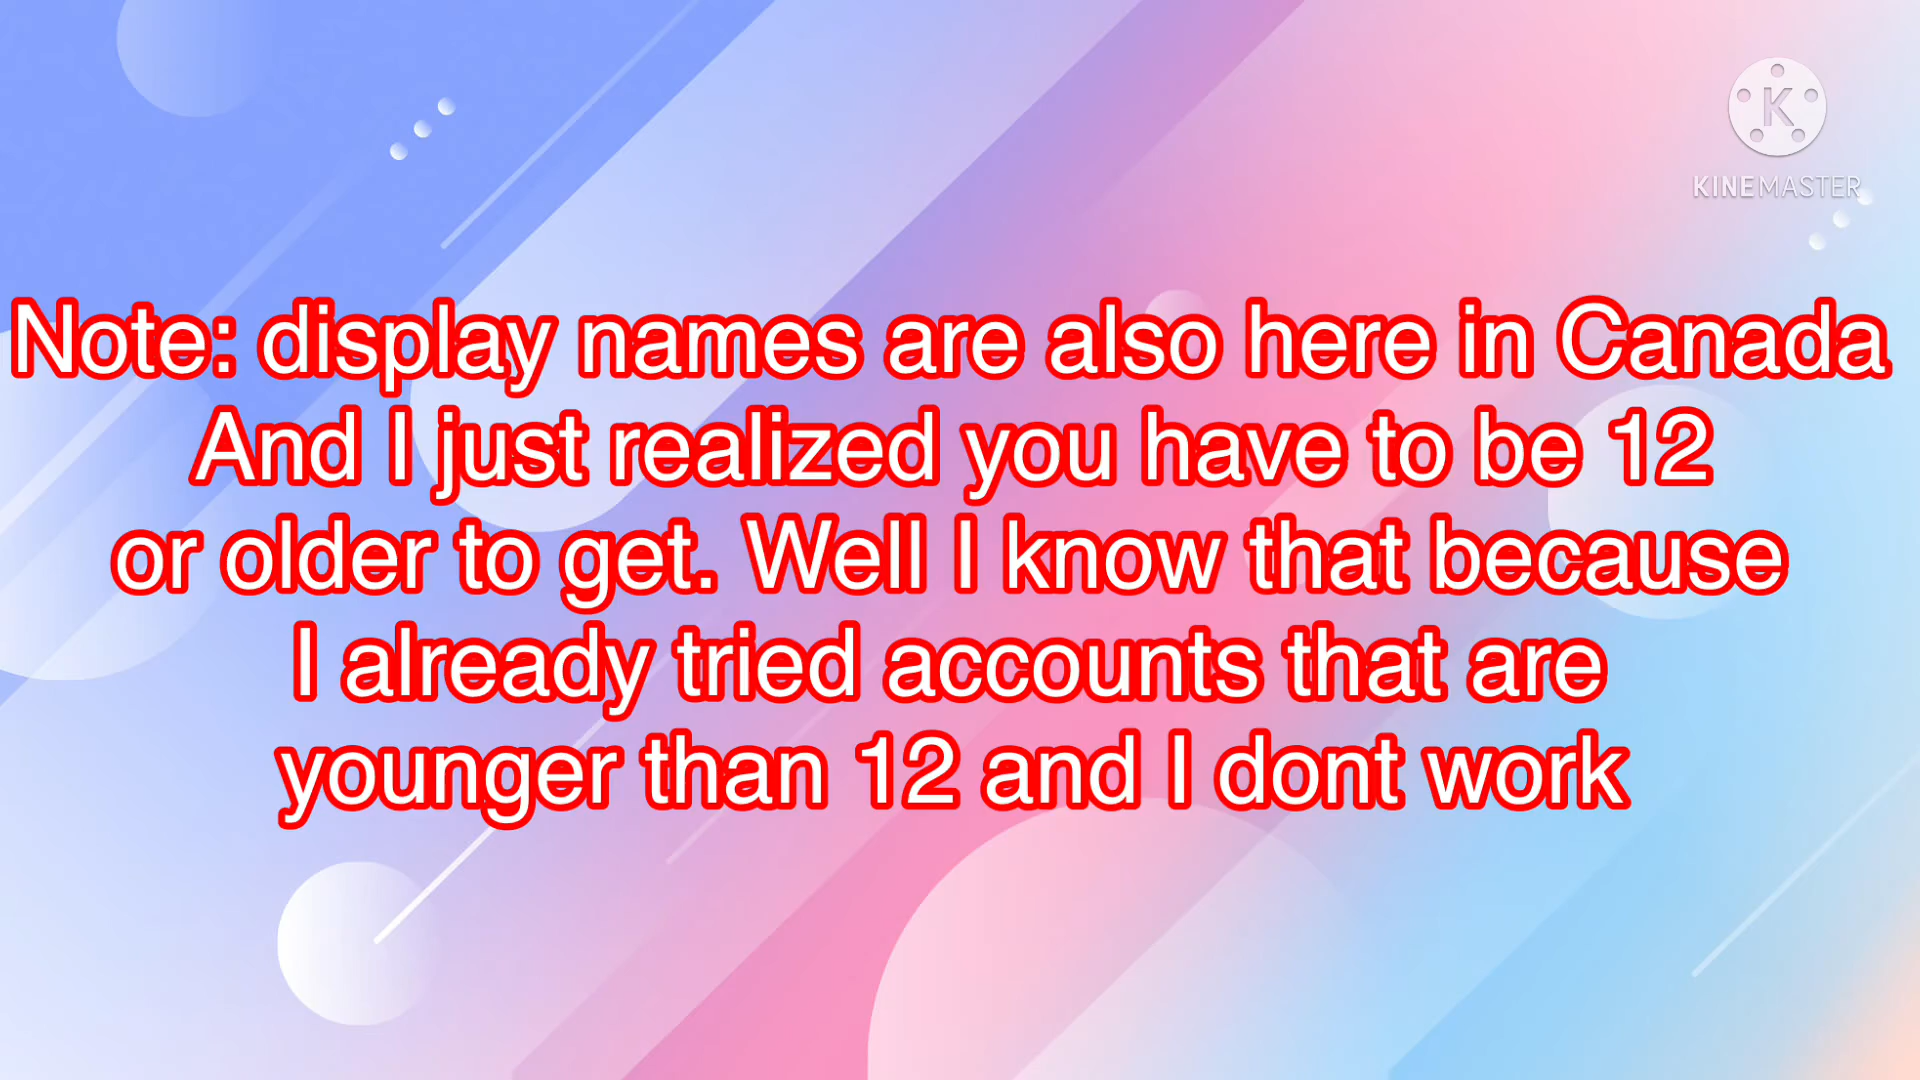 K
KINEMASTER
Note: display names are also here in Canada
And I just realized you have to be 12
or older to get. Well I know that because
I already tried accounts that are
younger than 12 and I dont work